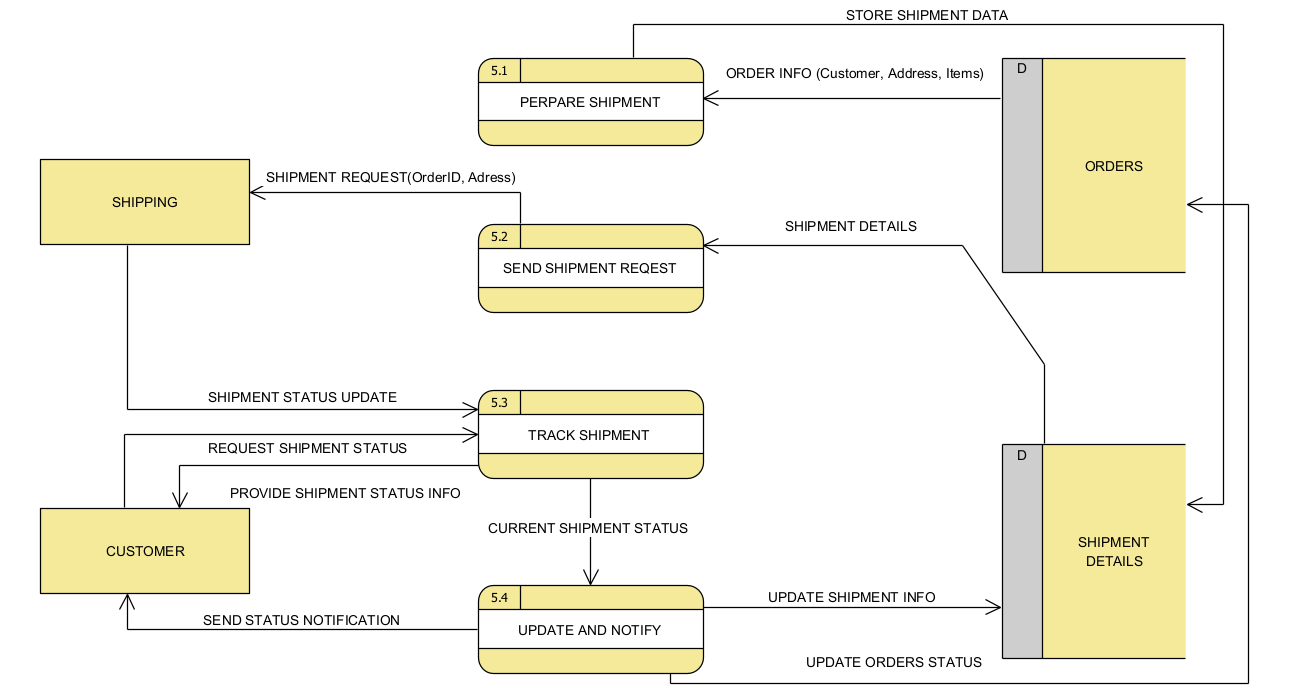 STORE SHIPMENT DATA
5.1
PERPARE SHIPMENT
ORDER INFO (Customer, Address, Items)
D
ORDERS
SHIPPING
SHIPMENT REQUEST(OrderID, Adress)
5.2
SEND SHIPMENT REQEST
SHIPMENT DETAILS
SHIPMENT STATUS UPDATE
5.3
TRACK SHIPMENT
REQUEST SHIPMENT STATUS
PROVIDE SHIPMENT STATUS INFO
CURRENT SHIPMENT STATUS
D
SHIPMENT
DETAILS
CUSTOMER
SEND STATUS NOTIFICATION
5.4
UPDATE AND NOTIFY
UPDATE SHIPMENT INFO
UPDATE ORDERS STATUS